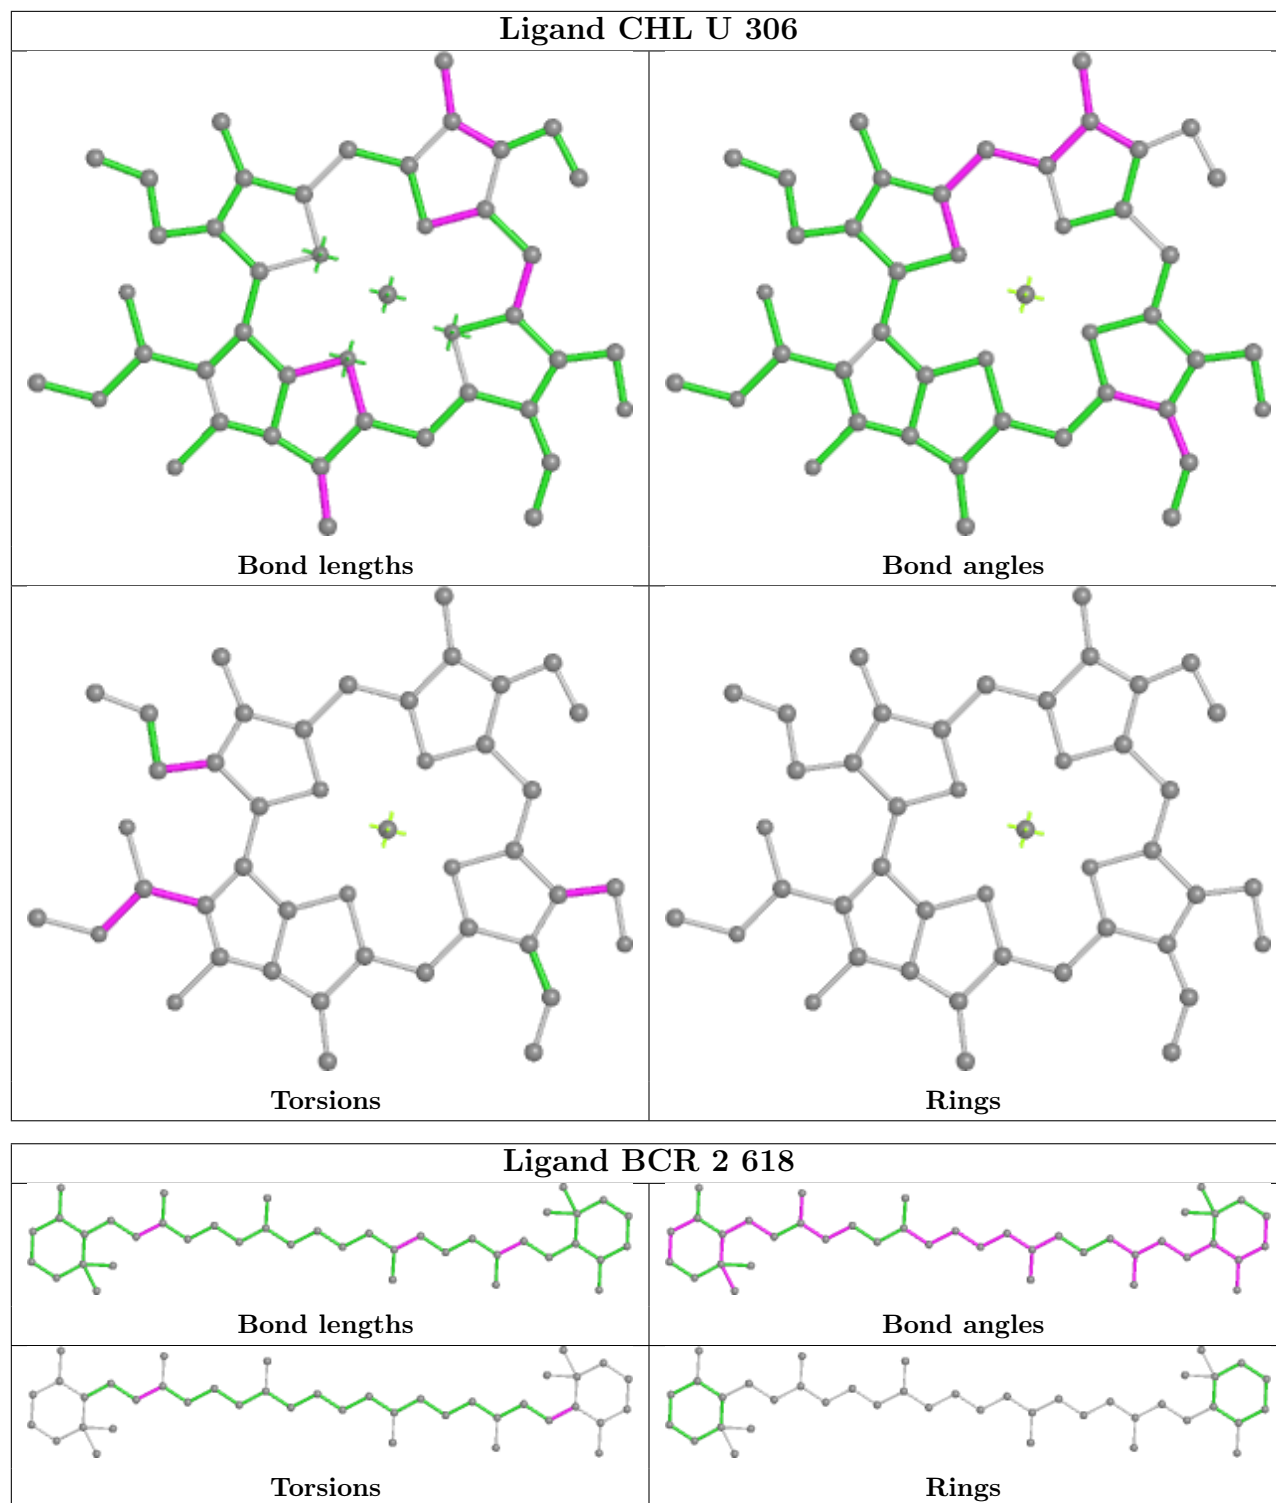 Ligand CHL U 306
Bond lengths
Bond angles
Torsions
Rings
Ligand BCR 2 618
Bond lengths
Bond angles
Torsions
Rings